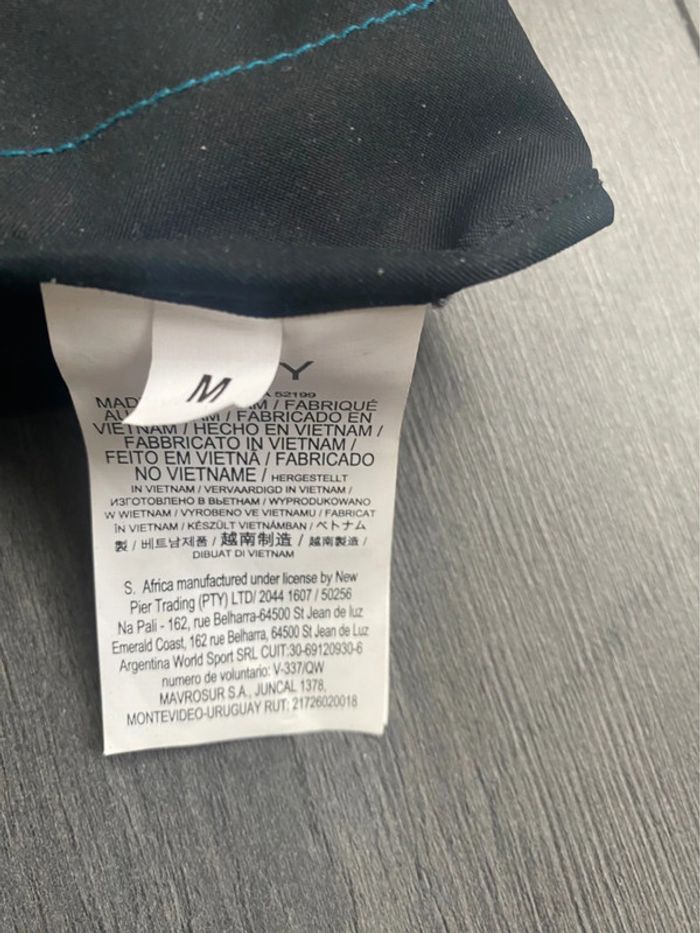 M
Y
52199
MAD M / FABRIQUÉ
AU M / FABRICADO EN
VIETNAM / HECHO EN VIETNAM /
FABBRICATO IN VIETNAM /
FEITO EM VIETNÃ / FABRICADO
NO VIETNAME / HERGESTELLT
IN VIETNAM / VERVAARDIGD IN VIETNAM /
ИЗГОТОВЛЕНО В ВЬЕТНАМ / WYPRODUKOWANO
W WIETNAM / VYROBENO VE VIETNAMU / FABRICAT
ÎN VIETNAM / KÉSZÜLT VIETNÁMBAN / ベトナム
製 / 베트남제품 / 越南制造 / 越南製造 /
DIBUAT DI VIETNAM
S. Africa manufactured under license by New
Pier Trading (PTY) LTD/ 2044 1607 / 50256
Na Pali - 162, rue Belharra-64500 St Jean de luz
Emerald Coast, 162 rue Belharra, 64500 St Jean de Luz
Argentina World Sport SRL CUIT:30-69120930-6
numero de voluntario: V-337/QW
MAVROSUR S.A., JUNCAL 1378,
MONTEVIDEO-URUGUAY RUT: 21726020018